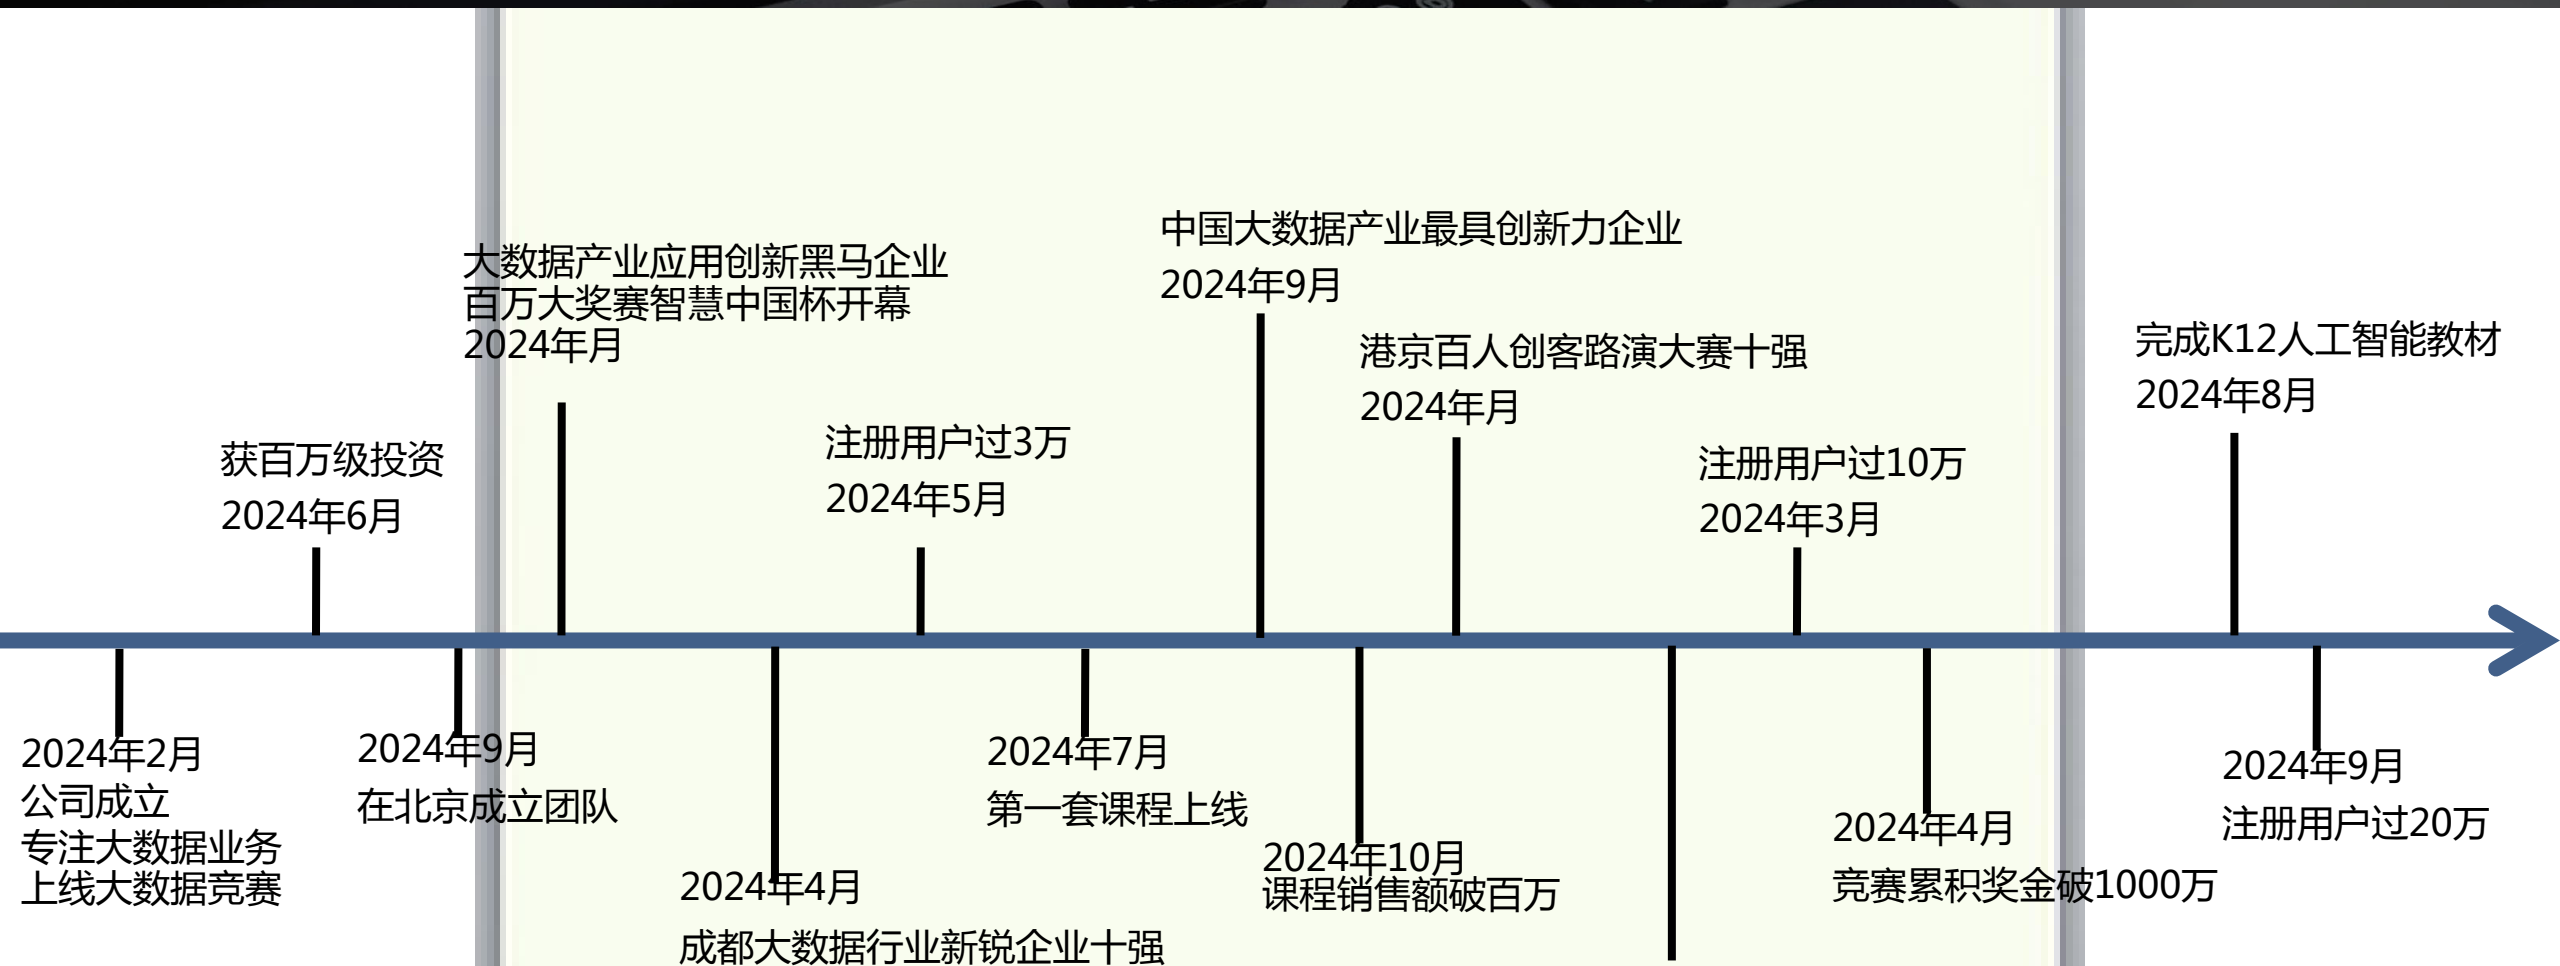 中国大数据产业最具创新力企业
2024年9月
大数据产业应用创新黑马企业
百万大奖赛智慧中国杯开幕
2024年月
港京百人创客路演大赛十强
2024年月
完成K12人工智能教材
2024年8月
获百万级投资
2024年6月
注册用户过3万
2024年5月
注册用户过10万
2024年3月
2024年2月
公司成立
专注大数据业务
上线大数据竞赛
2024年9月
在北京成立团队
2024年4月
成都大数据行业新锐企业十强
2024年7月
第一套课程上线
2024年10月
课程销售额破百万
2024年4月
竞赛累积奖金破1000万
2024年9月
注册用户过20万